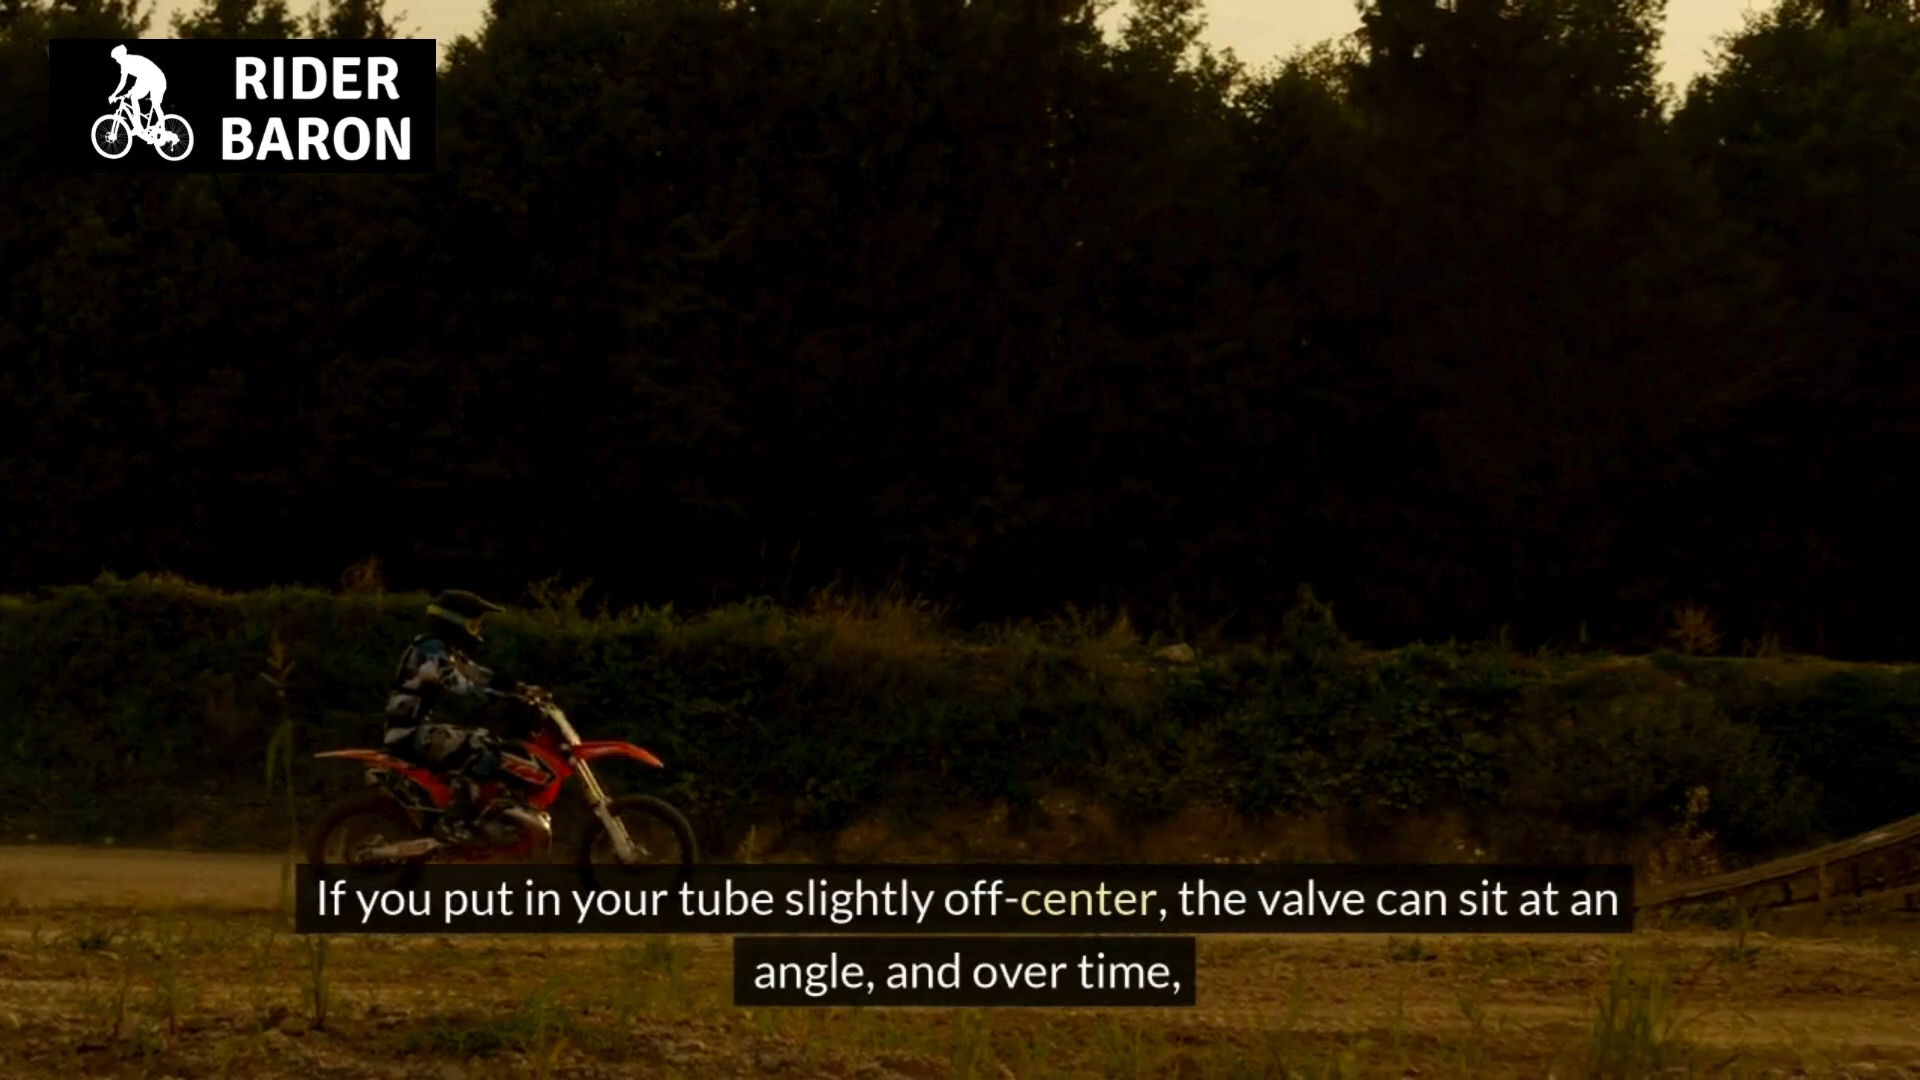 RIDER
BARON
If you put in your tube slightly off-center, the valve can sit at an
angle, and over time,